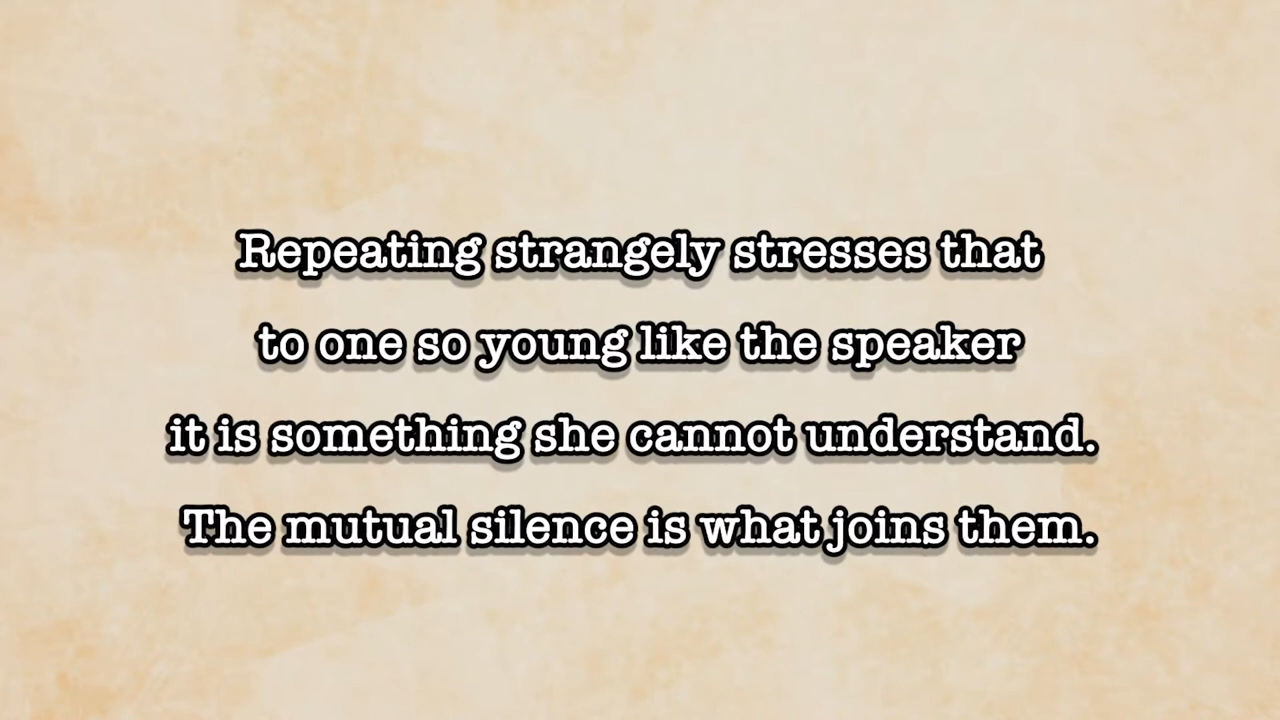 Repeating strangely stresses that
to one so young like the speaker
it is something she cannot understand.
The mutual silence is what joins them.